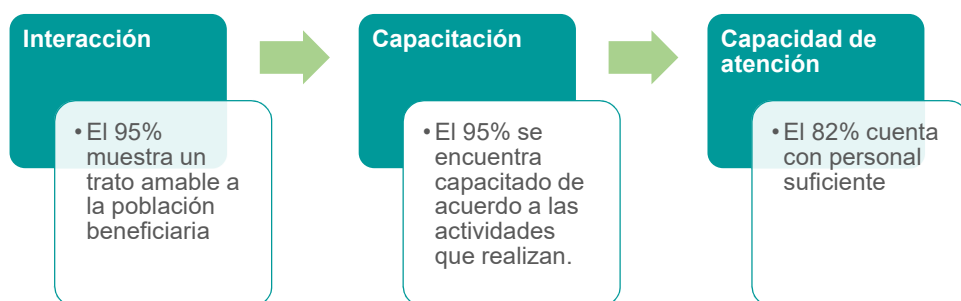 Interacción
• El 95%
muestra un
trato amable a
la población
beneficiaria
Capacitación
• El 95% se
encuentra
capacitado de
acuerdo a las
actividades
que realizan.
Capacidad de
atención
• El 82% cuenta
con personal
suficiente